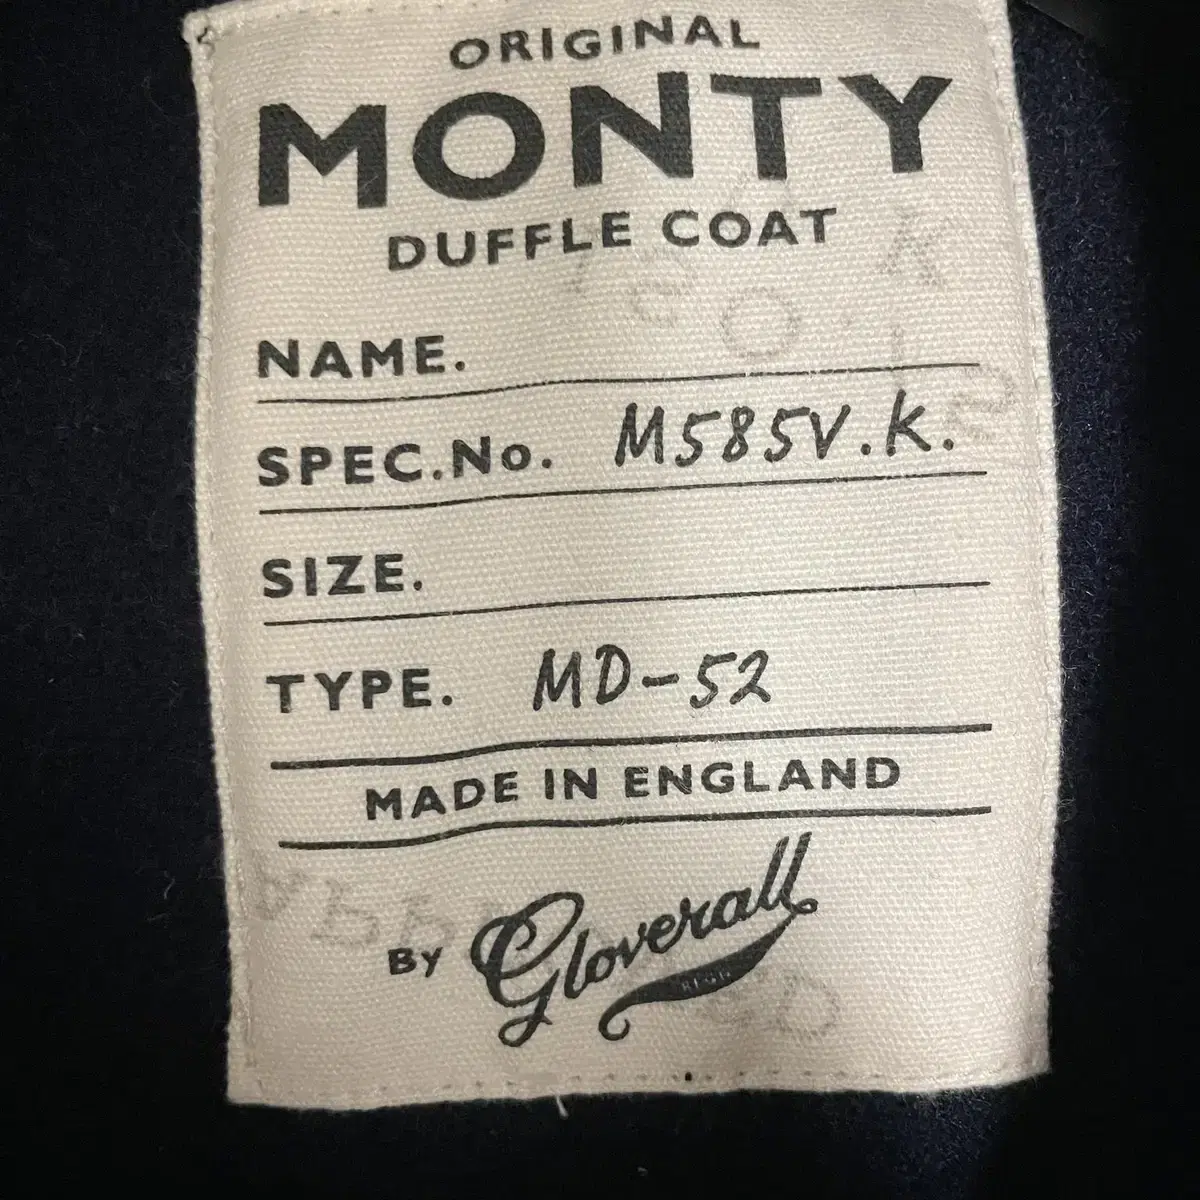 ORIGINAL
MONTY
DUFFLE COAT
NAME.
SPEC.No. M585V.K.
SIZE.
TYPE. MD-52
MADE IN ENGLAND
By Gloverall